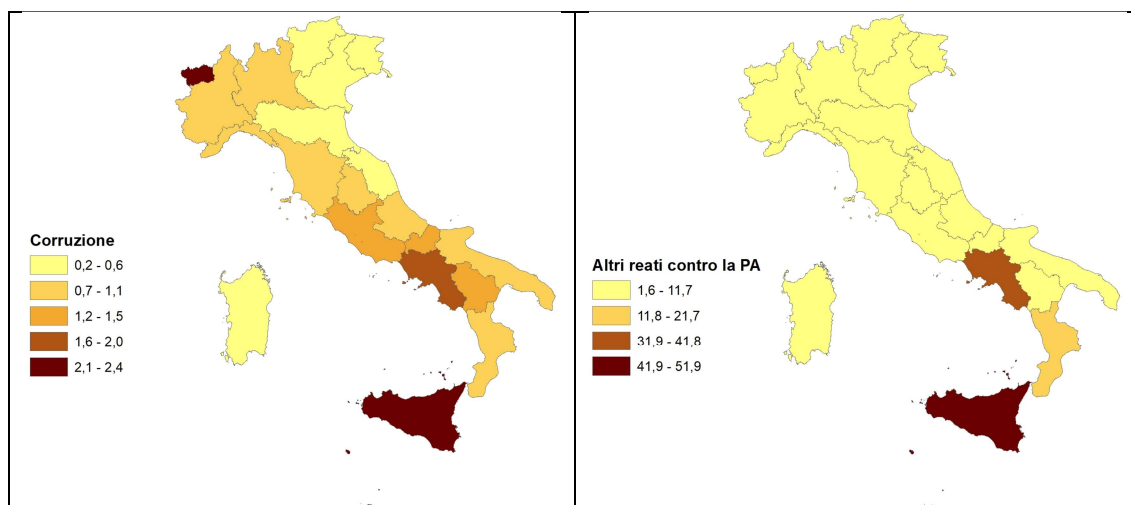 Corruzione
0,2 - 0,6
0,7 - 1,1
1,2 - 1,5
1,6 - 2,0
2,1 - 2,4
Altri reati contro la PA
1,6 - 11,7
11,8 - 21,7
31,9 - 41,8
41,9 - 51,9